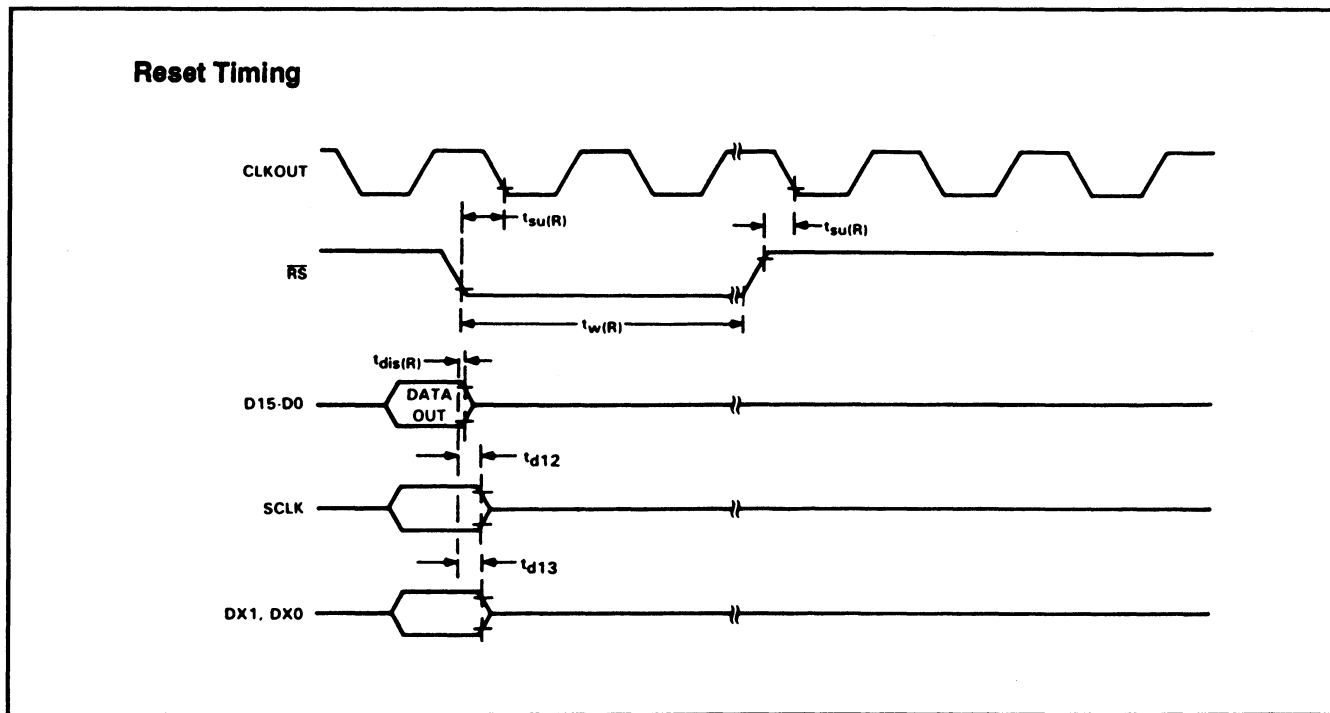 Reset Timing
CLKOUT
tsu(R)
tsu(R)
RS
tw(R)
tdis(R)
D15-D0
DATA
OUT
td12
SCLK
td13
DX1, DX0